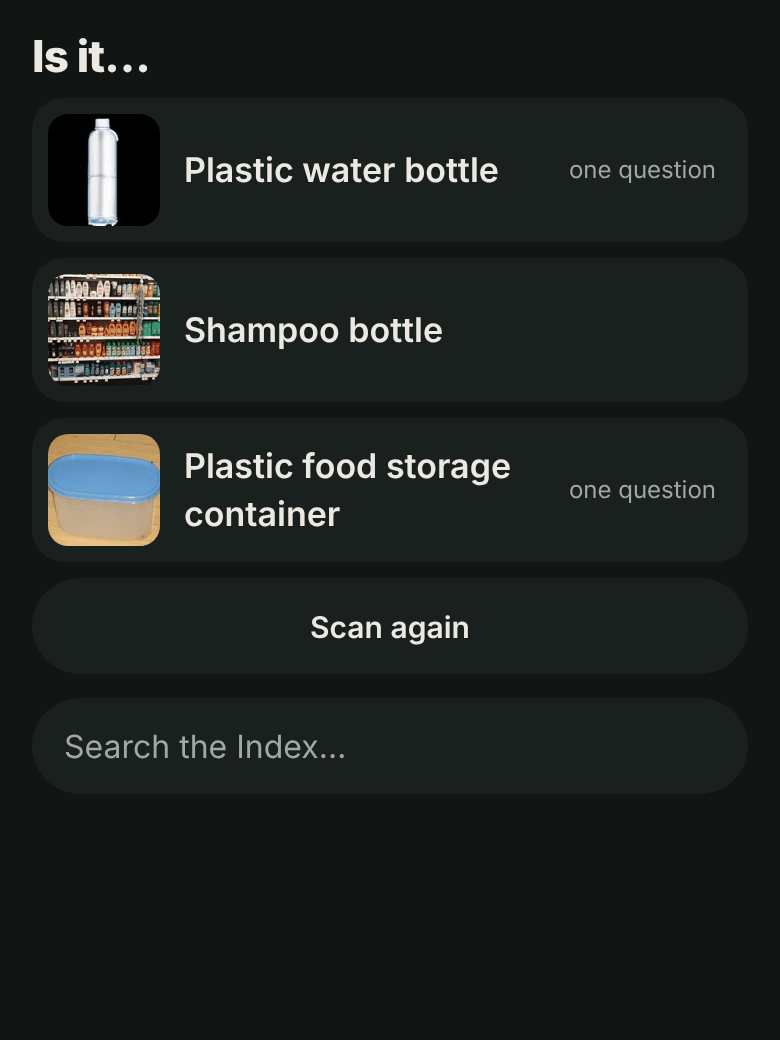 Is it...
Plastic water bottle
one question
Shampoo bottle
Plastic food storage
container
one question
Scan again
Search the Index...